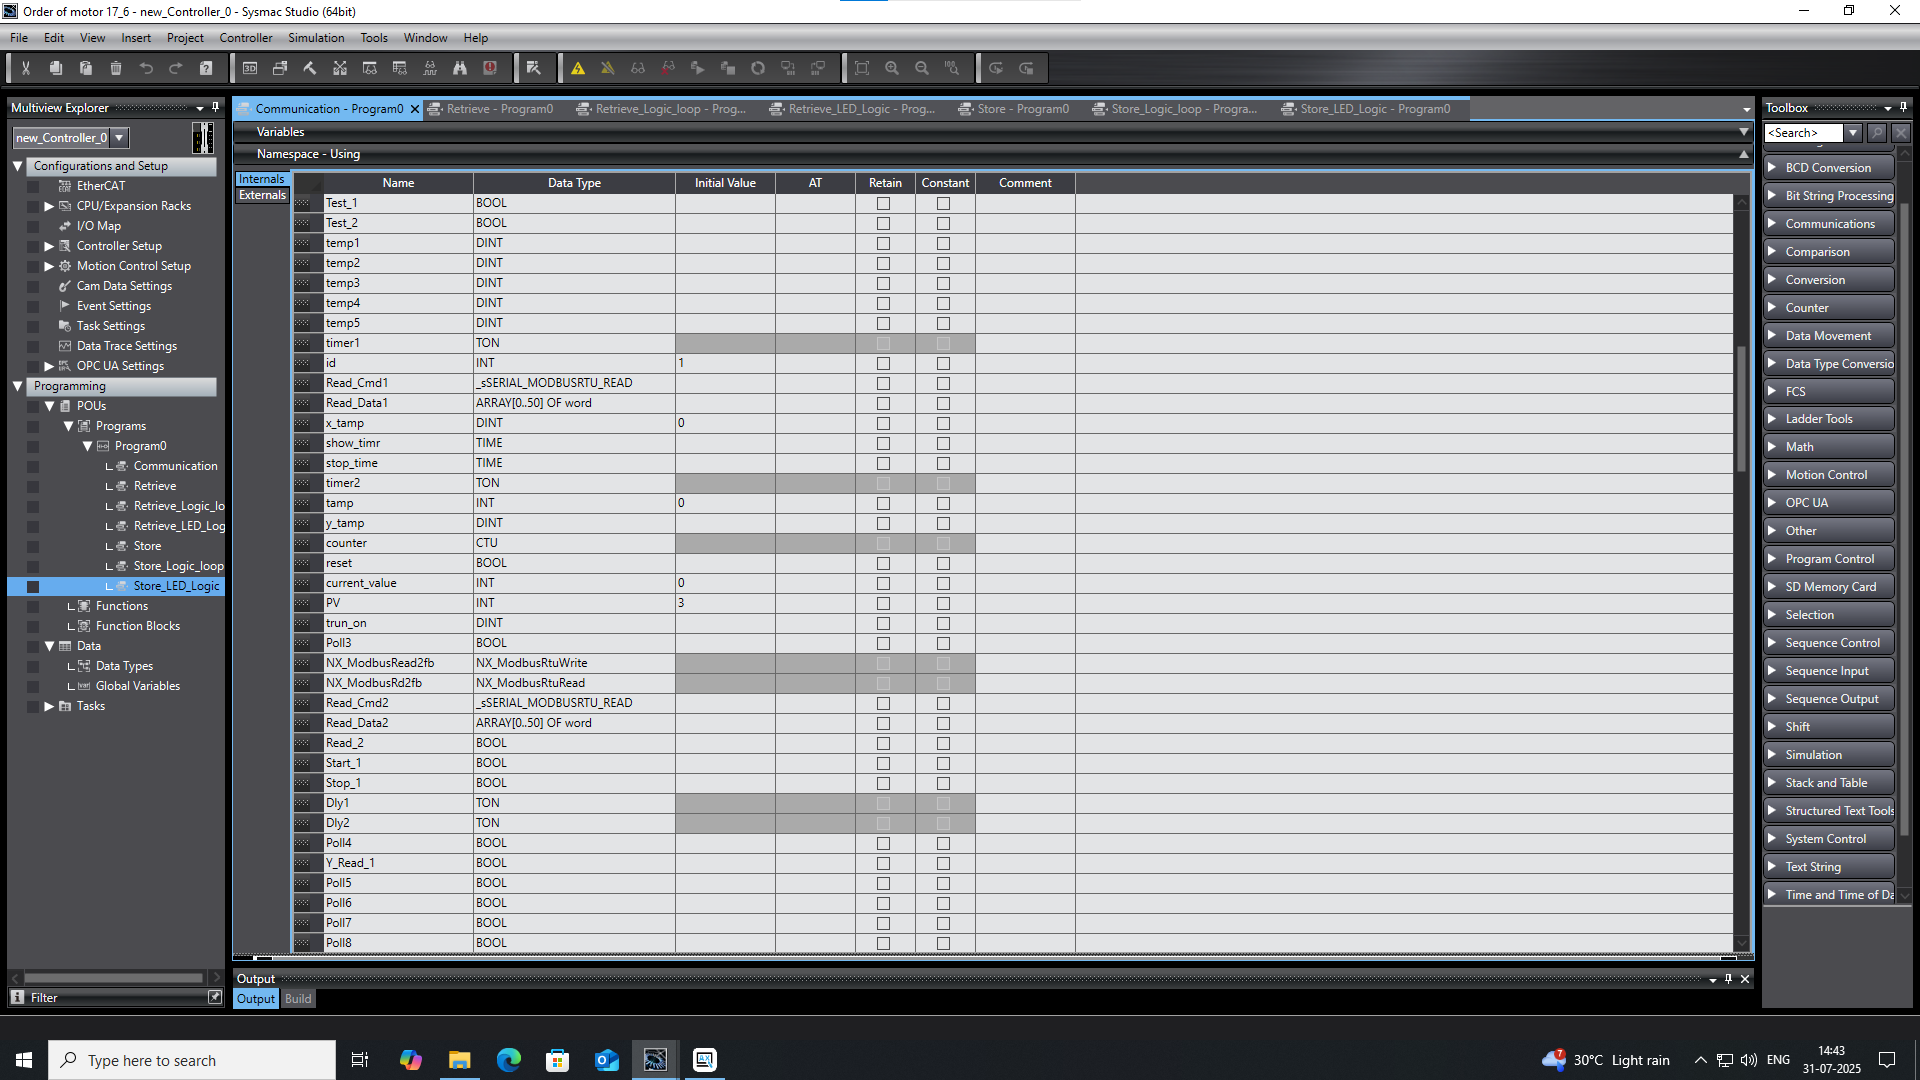 Order of motor 17_6 - new_Controller_0 - Sysmac Studio (64bit)
File Edit View Insert Project Controller Simulation Tools Window Help
Multiview Explorer
new_Controller_0
Configurations and Setup
EtherCAT
CPU/Expansion Racks
I/O Map
Controller Setup
Motion Control Setup
Cam Data Settings
Event Settings
Task Settings
Data Trace Settings
OPC UA Settings
Programming
POUs
Programs
Program0
Communication
Retrieve
Retrieve_Logic_lo
Retrieve_LED_Log
Store
Store_Logic_loop
Store_LED_Logic
Functions
Function Blocks
Data
Data Types
Global Variables
Tasks
Filter
Communication - Program0 Retrieve - Program0 Retrieve_Logic_loop - Prog... Retrieve_LED_Logic - Prog... Store - Program0 Store_Logic_loop - Progra... Store_LED_Logic - Program0
Variables
Namespace - Using
Internals
Externals
Name Data Type Initial Value AT Retain Constant Comment
Test_1 BOOL
Test_2 BOOL
temp1 DINT
temp2 DINT
temp3 DINT
temp4 DINT
temp5 DINT
timer1 TON
id INT 1
Read_Cmd1 _sSERIAL_MODBUSRTU_READ
Read_Data1 ARRAY[0..50] OF word
x_tamp DINT 0
show_timr TIME
stop_time TIME
timer2 TON
tamp INT 0
y_tamp DINT
counter CTU
reset BOOL
current_value INT 0
PV INT 3
trun_on DINT
Poll3 BOOL
NX_ModbusRead2fb NX_ModbusRtuWrite
NX_ModbusRd2fb NX_ModbusRtuRead
Read_Cmd2 _sSERIAL_MODBUSRTU_READ
Read_Data2 ARRAY[0..50] OF word
Read_2 BOOL
Start_1 BOOL
Stop_1 BOOL
Dly1 TON
Dly2 TON
Poll4 BOOL
Y_Read_1 BOOL
Poll5 BOOL
Poll6 BOOL
Poll7 BOOL
Poll8 BOOL
Output
Output Build
Toolbox
<Search>
BCD Conversion
Bit String Processing
Communications
Comparison
Conversion
Counter
Data Movement
Data Type Conversio
FCS
Ladder Tools
Math
Motion Control
OPC UA
Other
Program Control
SD Memory Card
Selection
Sequence Control
Sequence Input
Sequence Output
Shift
Simulation
Stack and Table
Structured Text Tools
System Control
Text String
Time and Time of Da
Type here to search
7
30°C Light rain
ENG
14:43
31-07-2025